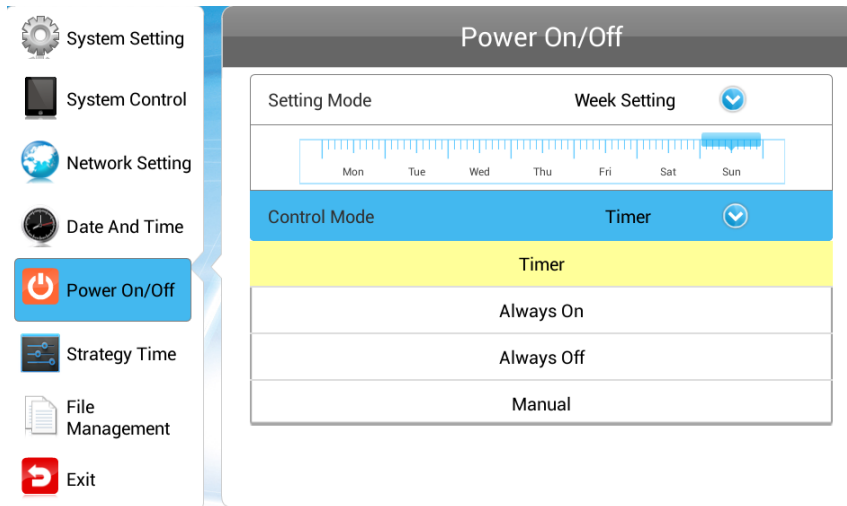 System Setting
System Control
Network Setting
Date And Time
Power On/Off
Strategy Time
File
Management
Exit
Power On/Off
Setting Mode Week Setting
Mon Tue Wed Thu Fri Sat Sun
Control Mode Timer
Timer
Always On
Always Off
Manual